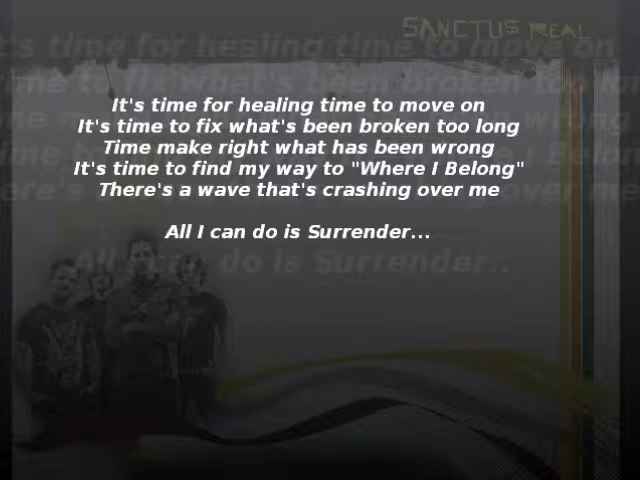 SANCTUS REAL
It's time for healing time to move on
It's time to fix what's been broken too long
Time make right what has been wrong
It's time to find my way to "Where I Belong"
There's a wave that's crashing over me
All I can do is Surrender...